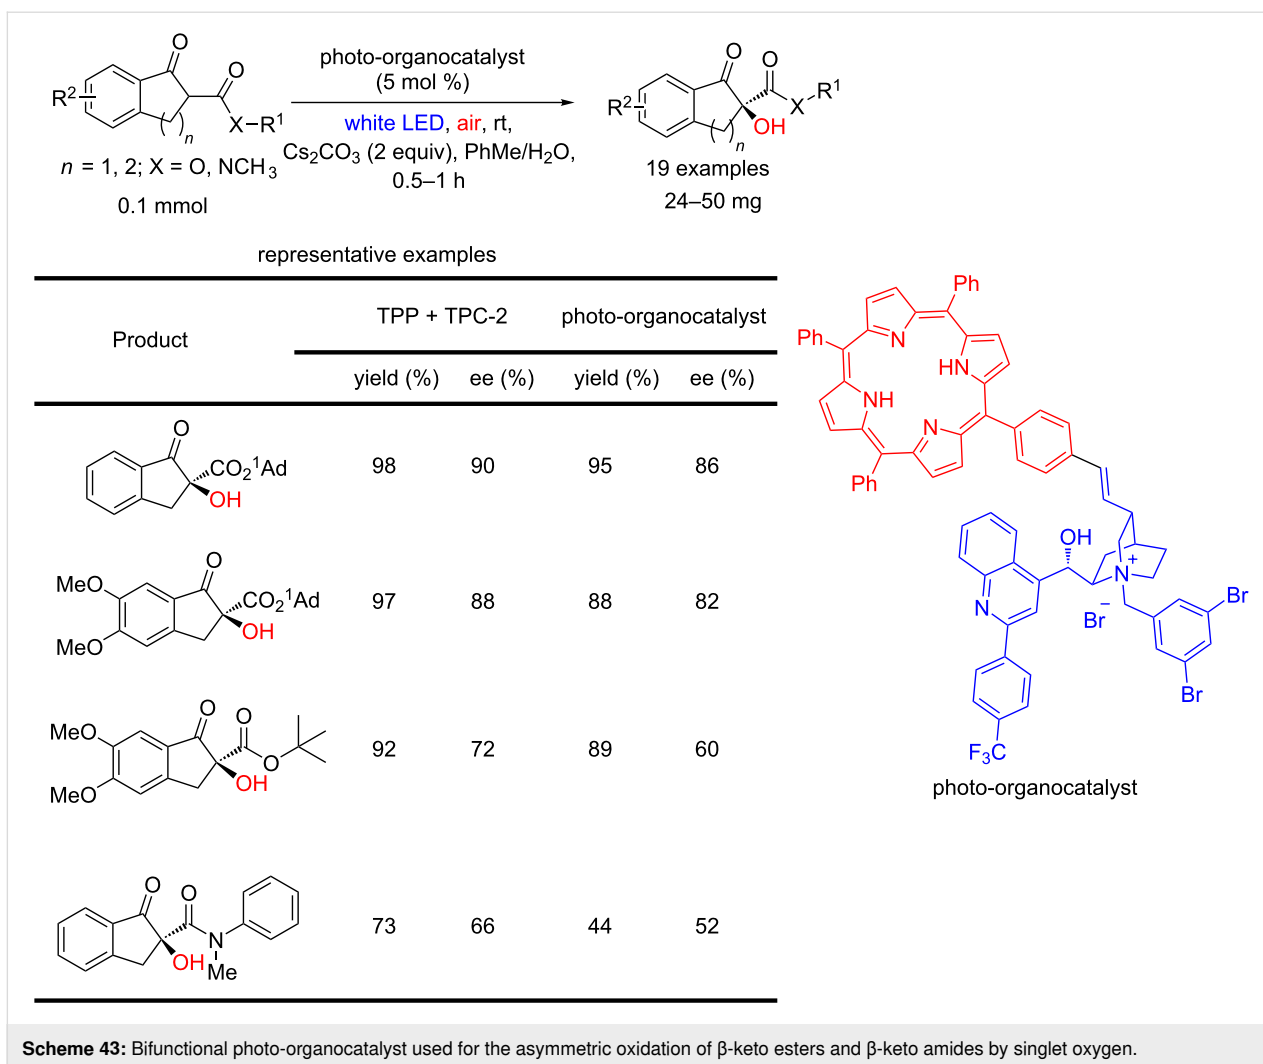 O
O
R²
X–R¹
( )n
n = 1, 2; X = O, NCH₃
0.1 mmol
photo-organocatalyst
(5 mol %)
white LED, air, rt,
Cs₂CO₃ (2 equiv), PhMe/H₂O,
0.5–1 h
O
O
R²
X–R¹
OH
( )n
19 examples
24–50 mg
representative examples
Product
TPP + TPC-2 photo-organocatalyst
yield (%) ee (%) yield (%) ee (%)
O
CO₂¹Ad
OH
98 90 95 86
O
MeO
CO₂¹Ad
OH
MeO
97 88 88 82
O
O
MeO
O
OH
MeO
92 72 89 60
O
O
N
OH
Me
73 66 44 52
Ph
Ph
N
HN
NH
N
Ph
OH
N
N⁺
Br⁻
Br
Br
F₃C
photo-organocatalyst
Scheme 43: Bifunctional photo-organocatalyst used for the asymmetric oxidation of β-keto esters and β-keto amides by singlet oxygen.